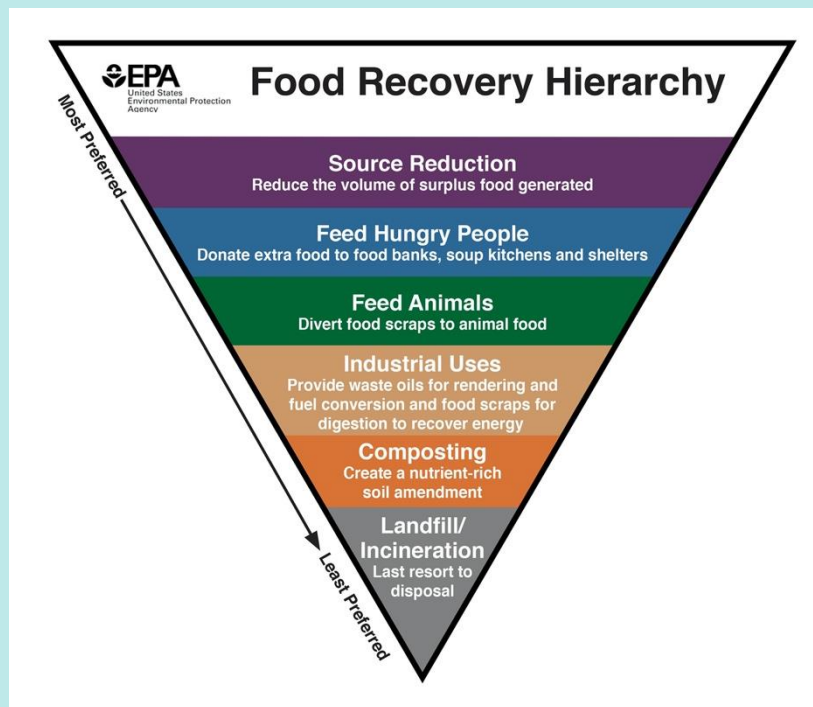 EPA
United States
Environmental Protection
Agency
Food Recovery Hierarchy
Most Preferred
Source Reduction
Reduce the volume of surplus food generated
Feed Hungry People
Donate extra food to food banks, soup kitchens and shelters
Feed Animals
Divert food scraps to animal food
Industrial Uses
Provide waste oils for rendering and
fuel conversion and food scraps for
digestion to recover energy
Composting
Create a nutrient-rich
soil amendment
Landfill/
Incineration
Last resort to
disposal
Least Preferred